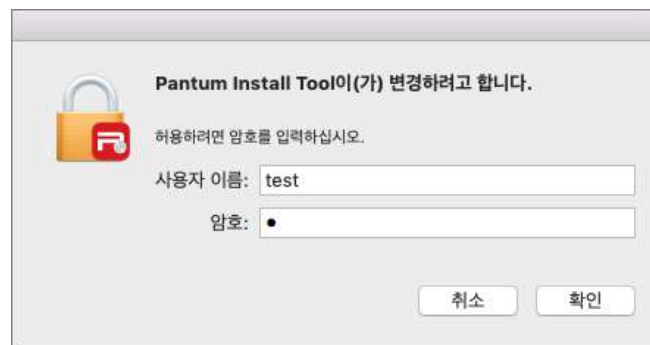 Pantum Install Tool이(가) 변경하려고 합니다.
허용하려면 암호를 입력하십시오.
사용자 이름: test
암호: ●
취소 확인